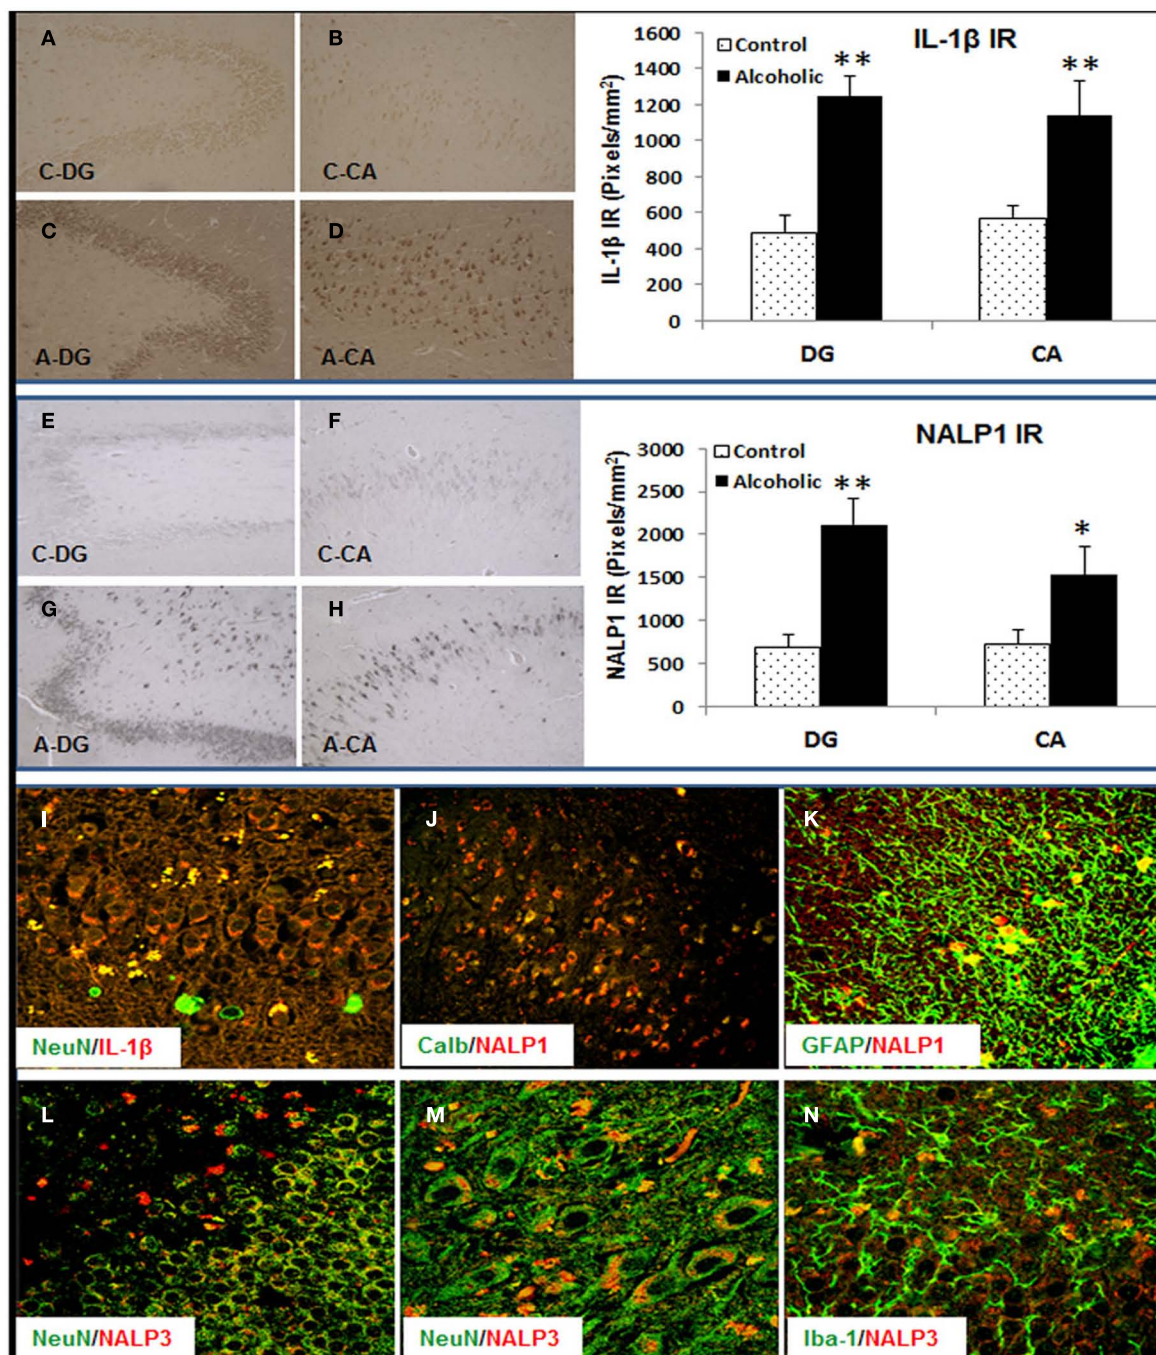 A
C-DG
B
C-CA
C
A-DG
D
A-CA
IL-1β IR
Control
Alcoholic
1600
1400
1200
1000
800
600
400
200
0
IL-1β IR (Pixels/mm²)
**
**
DG
CA
E
C-DG
F
C-CA
G
A-DG
H
A-CA
NALP1 IR
Control
Alcoholic
3000
2500
2000
1500
1000
500
0
NALP1 IR (Pixels/mm²)
**
*
DG
CA
I
NeuN/IL-1β
J
Calb/NALP1
K
GFAP/NALP1
L
NeuN/NALP3
M
NeuN/NALP3
N
Iba-1/NALP3